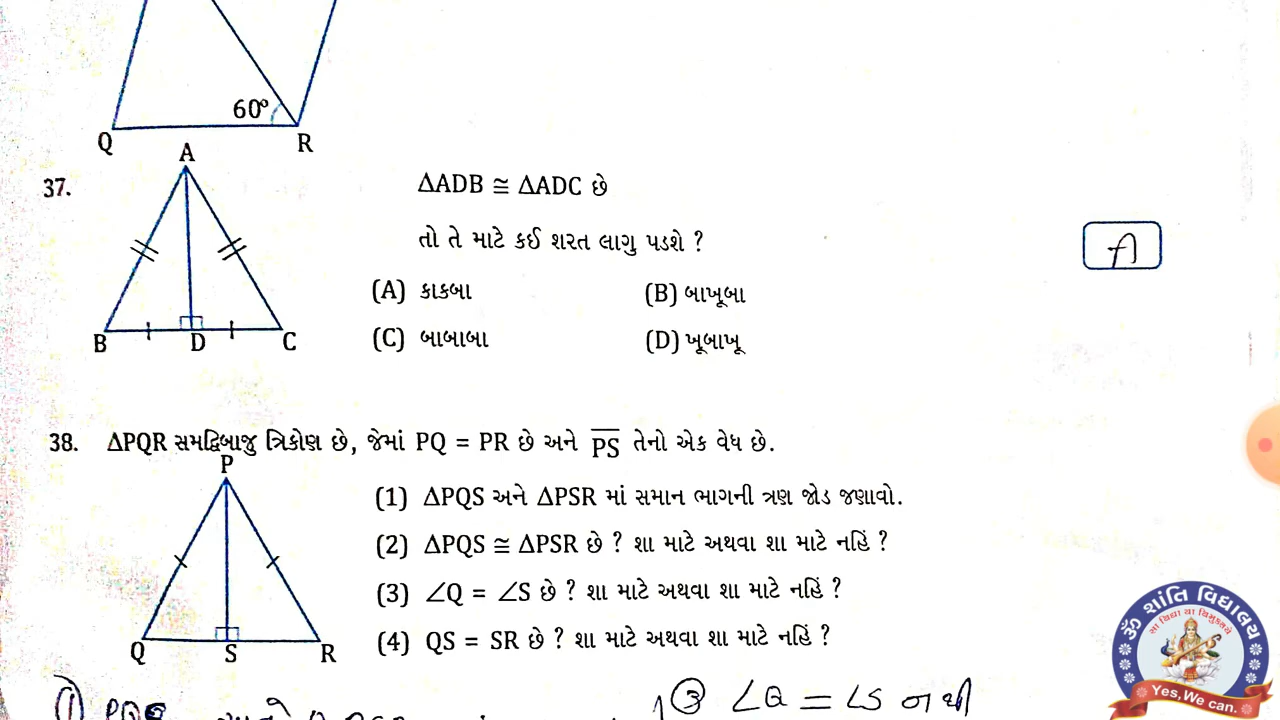 60°
Q R
A
37. ΔADB ≅ ΔADC છે
તો તે માટે કઈ શરત લાગુ પડશે ?
A
(A) કાકબા (B) બાખૂબા
(C) બાબાબા (D) ખૂબાખૂ
B D C
38. ΔPQR સમદ્વિબાજુ ત્રિકોણ છે, જેમાં PQ = PR છે અને PS તેનો એક વેધ છે.
P
(1) ΔPQS અને ΔPSR માં સમાન ભાગની ત્રણ જોડ જણાવો.
(2) ΔPQS ≅ ΔPSR છે ? શા માટે અથવા શા માટે નહિં ?
(3) ∠Q = ∠S છે ? શા માટે અથવા શા માટે નહિં ?
(4) QS = SR છે ? શા માટે અથવા શા માટે નહિં ?
Q S R
③ ∠Q = ∠S નથી
ૐ શાંતિ વિદ્યાલય
સા વિદ્યા યા વિમુક્તયે
Yes, We can.